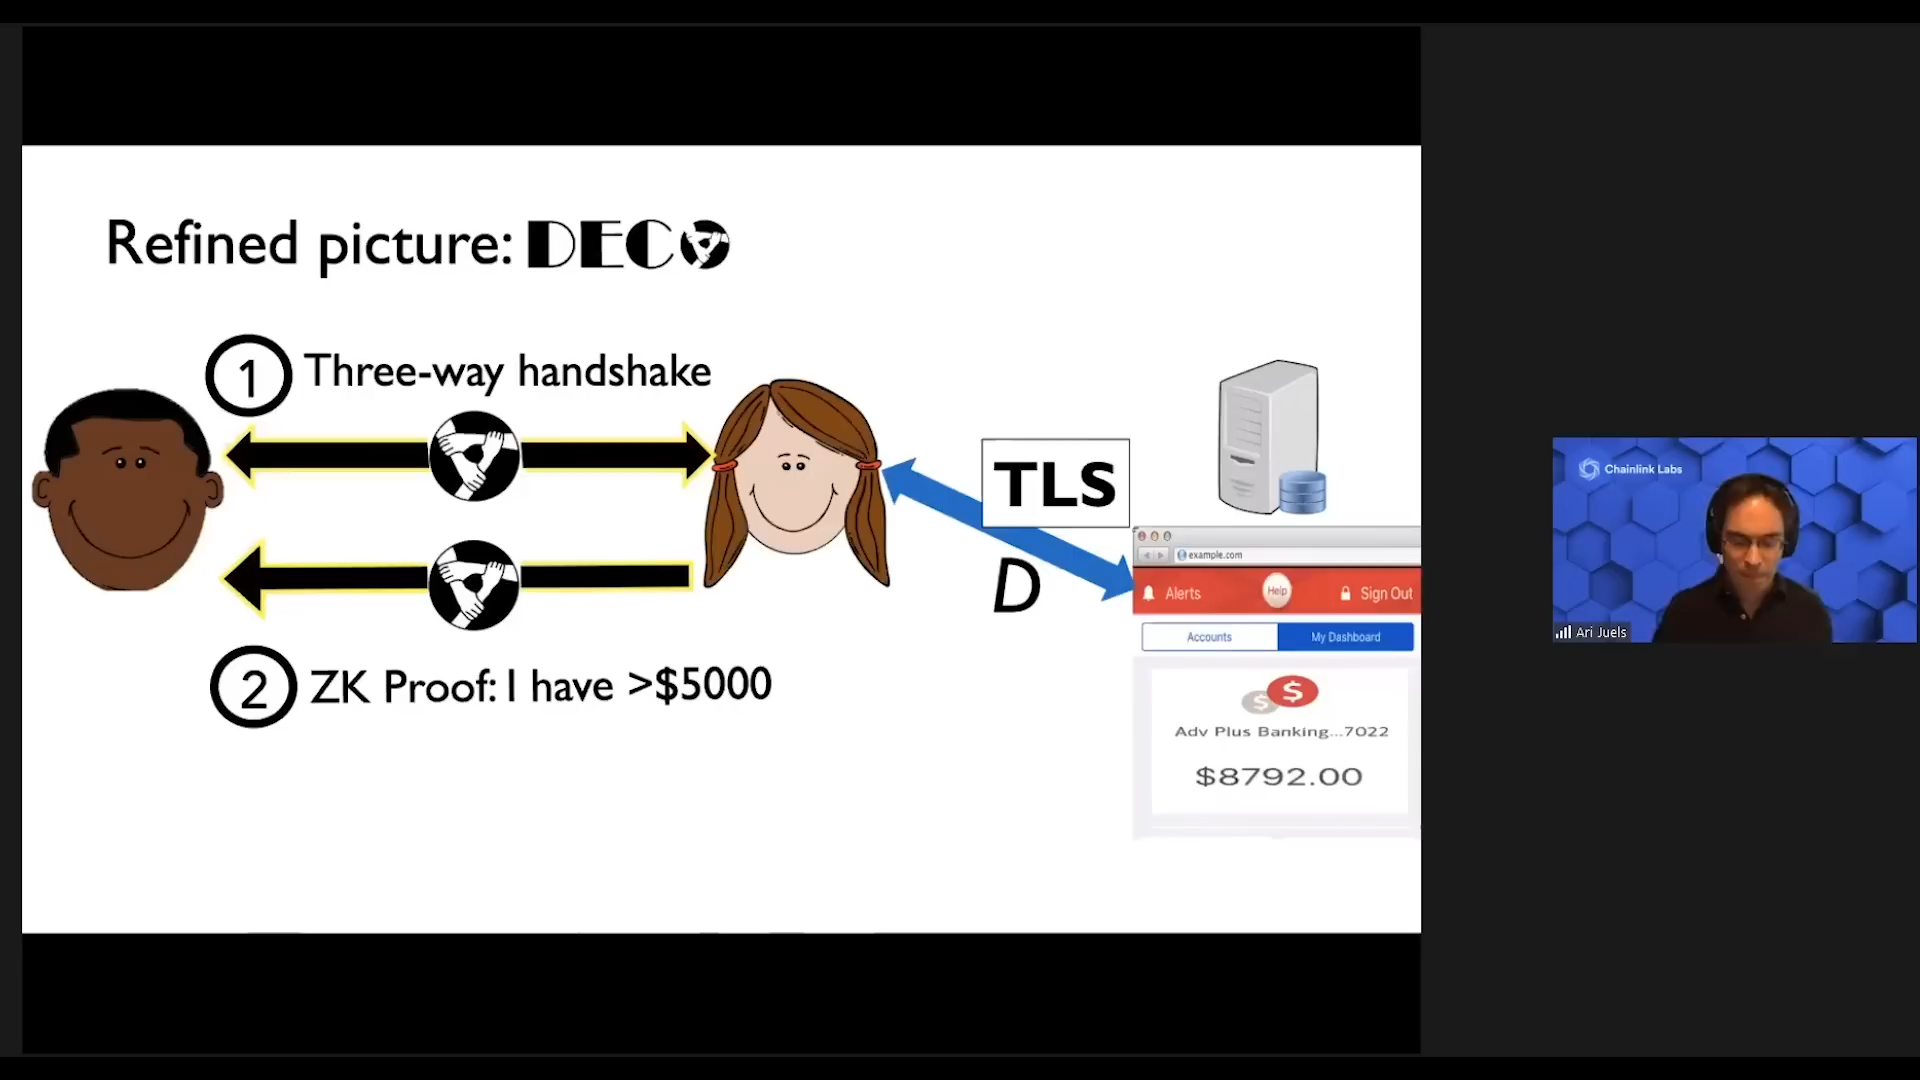 Refined picture: DECO
1 Three-way handshake
TLS
D
2 ZK Proof: I have >$5000
example.com
Alerts Help Sign Out
Accounts My Dashboard
$ $
Adv Plus Banking...7022
$8792.00
Chainlink Labs
Ari Juels